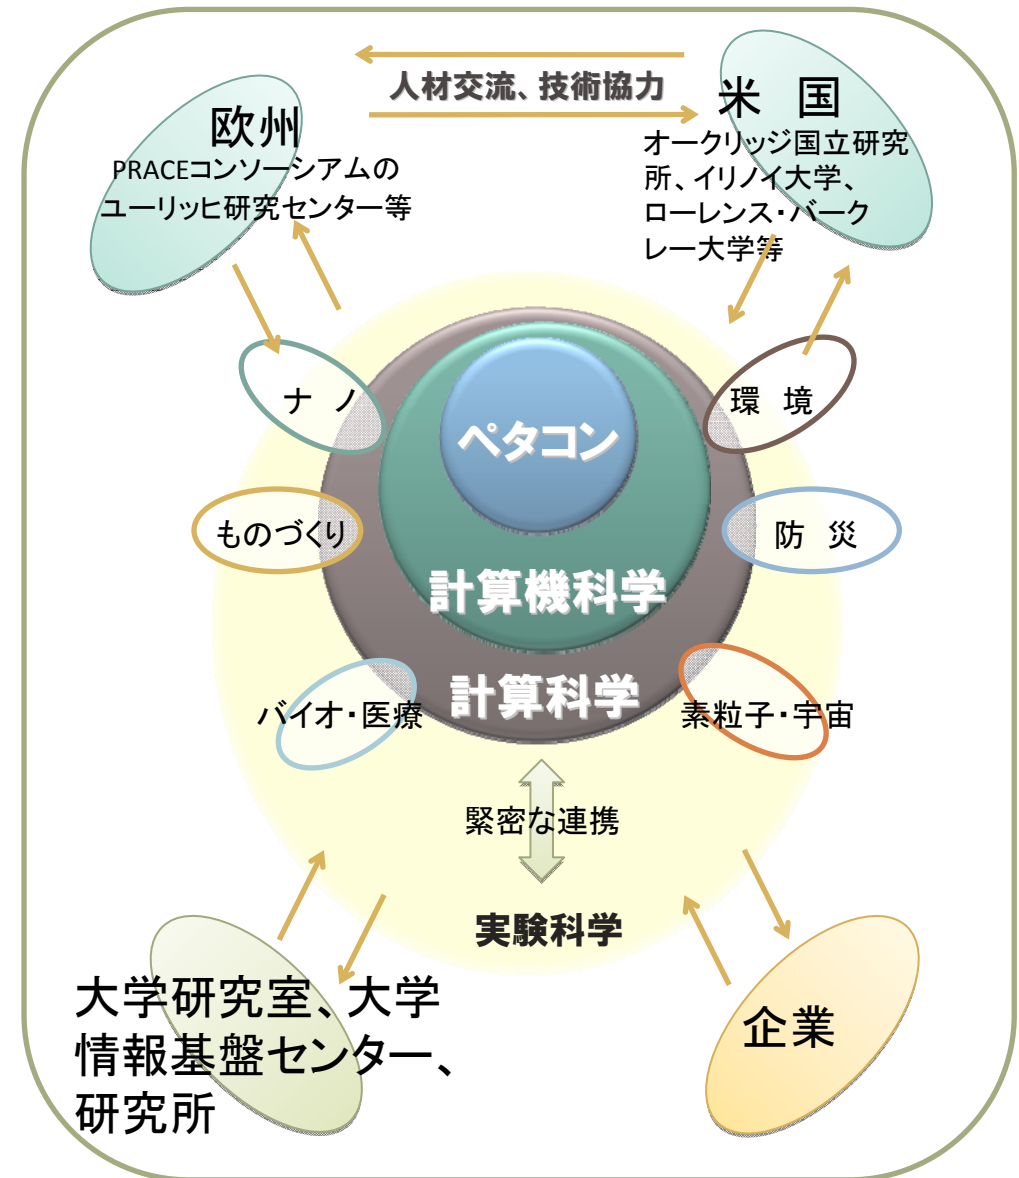 人材交流、技術協力
欧州
PRACEコンソーシアムの
ユーリッヒ研究センター等
米　国
オークリッジ国立研究
所、イリノイ大学、
ローレンス・バーク
レー大学等
ナ　ノ
環　境
ペタコン
ものづくり
防　災
計算機科学
計算科学
バイオ・医療
素粒子・宇宙
緊密な連携
実験科学
大学研究室、大学
情報基盤センター、
研究所
企業